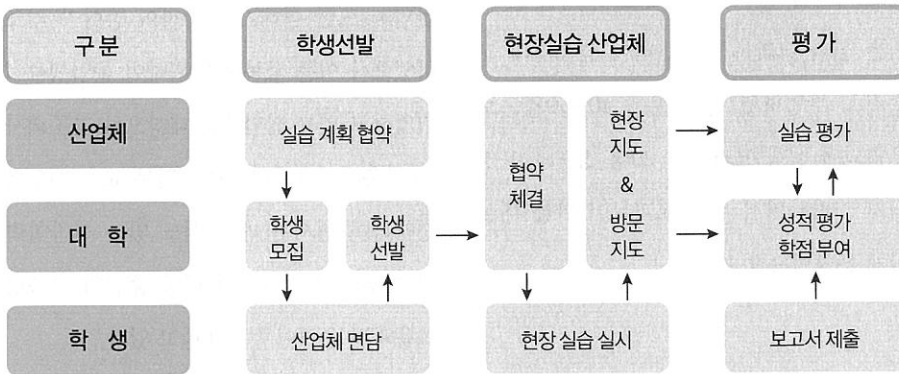 구분
학생선발
현장실습 산업체
평가
산업체
실습 계획 협약
협약
체결
현장
지도
&
방문
지도
실습 평가
대 학
학생
모집
학생
선발
성적 평가
학점 부여
학 생
산업체 면담
현장 실습 실시
보고서 제출